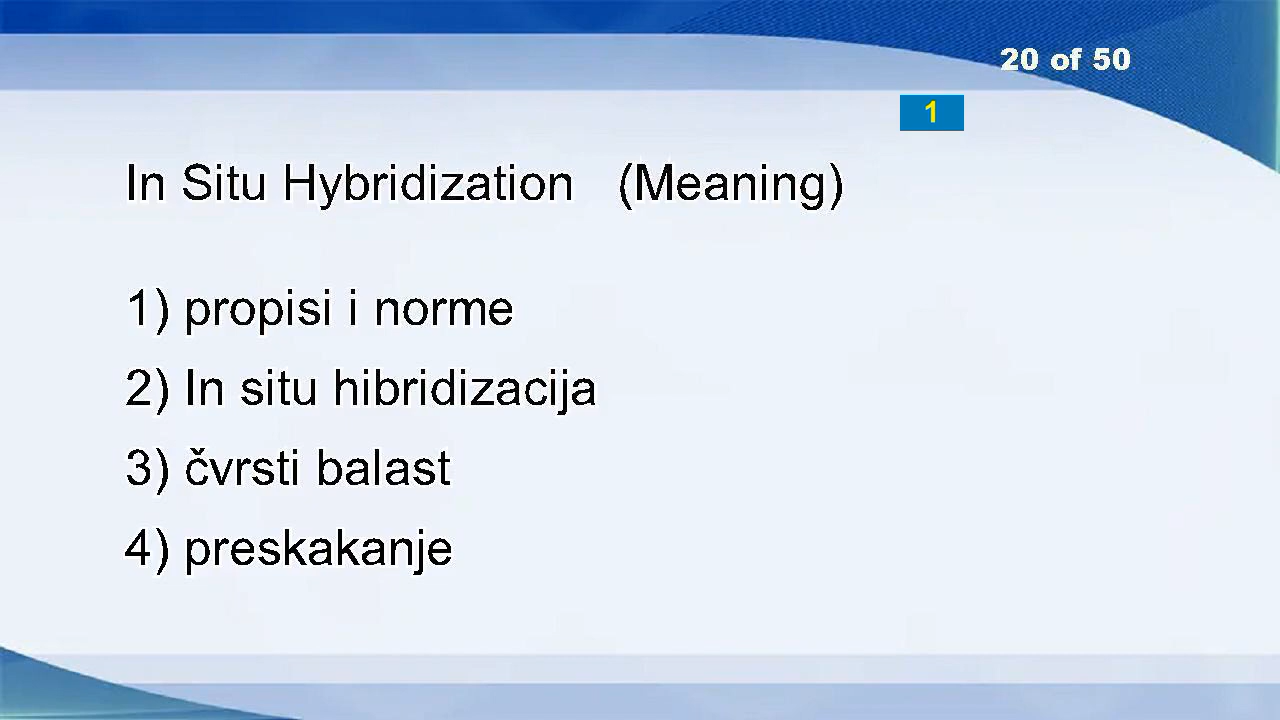 20 of 50
1
In Situ Hybridization (Meaning)
1) propisi i norme
2) In situ hibridizacija
3) čvrsti balast
4) preskakanje